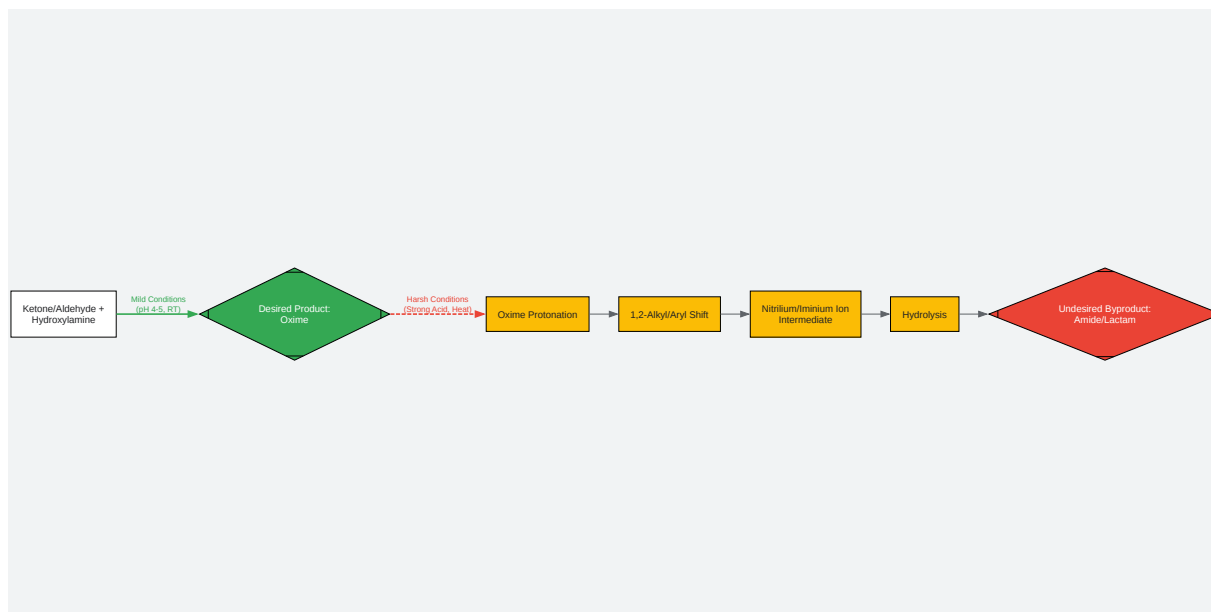 Ketone/Aldehyde +
Hydroxylamine
Mild Conditions
(pH 4-5, RT)
Desired Product:
Oxime
Harsh Conditions
(Strong Acid, Heat)
Oxime Protonation
1,2-Alkyl/Aryl Shift
Nitrilium/Iminium Ion
Intermediate
Hydrolysis
Undesired Byproduct:
Amide/Lactam